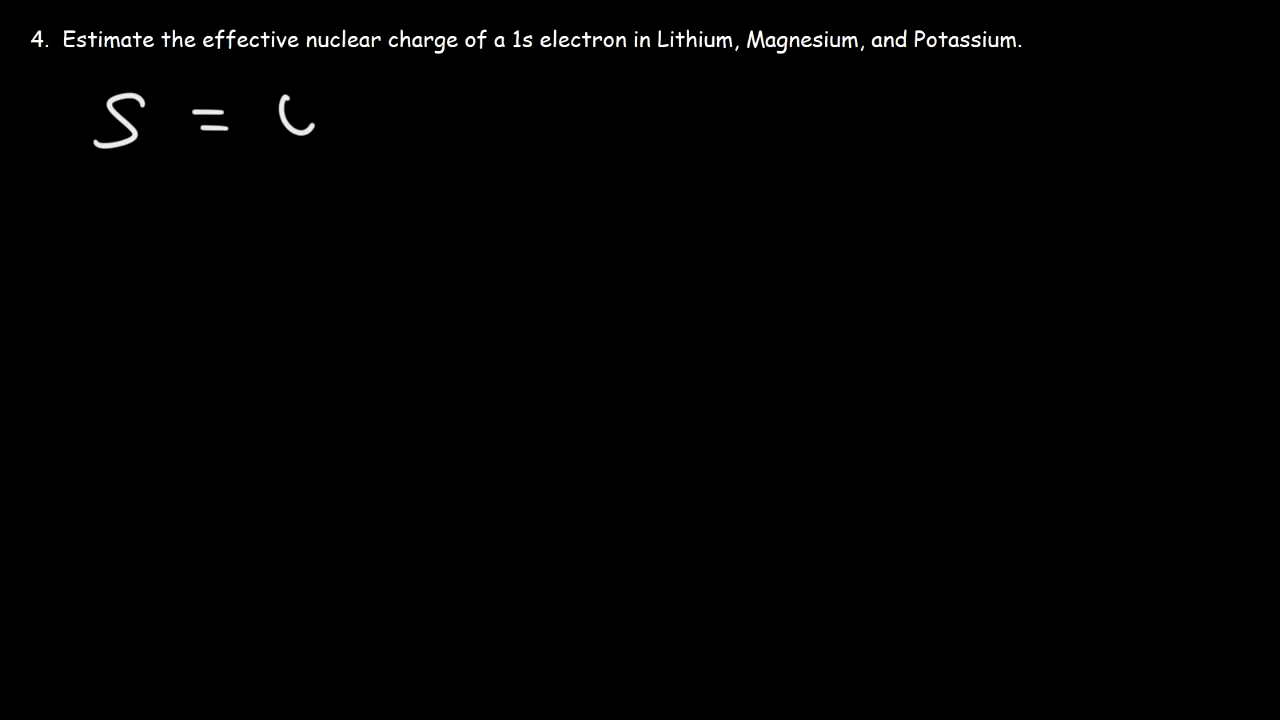 4. Estimate the effective nuclear charge of a 1s electron in Lithium, Magnesium, and Potassium.
S =